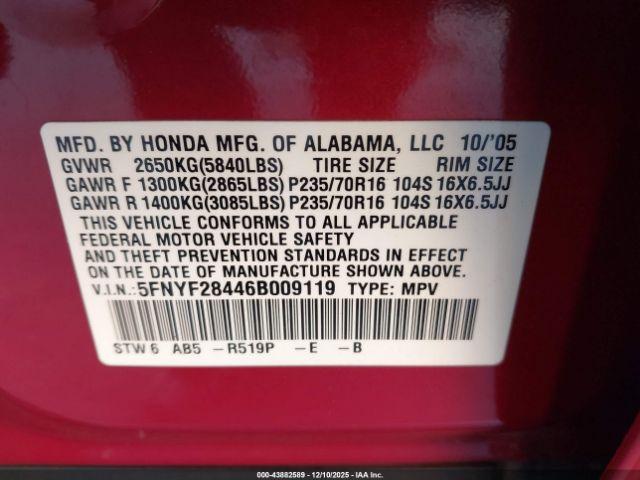 MFD. BY HONDA MFG. OF ALABAMA, LLC 10/'05
GVWR 2650KG(5840LBS) TIRE SIZE RIM SIZE
GAWR F 1300KG(2865LBS) P235/70R16 104S 16X6.5JJ
GAWR R 1400KG(3085LBS) P235/70R16 104S 16X6.5JJ
THIS VEHICLE CONFORMS TO ALL APPLICABLE
FEDERAL MOTOR VEHICLE SAFETY
AND THEFT PREVENTION STANDARDS IN EFFECT
ON THE DATE OF MANUFACTURE SHOWN ABOVE.
V.I.N.: 5FNYF28446B009119 TYPE: MPV
STW 6 AB5 -R519P -E -B
000-43882589 - 12/10/2025 - IAA Inc.